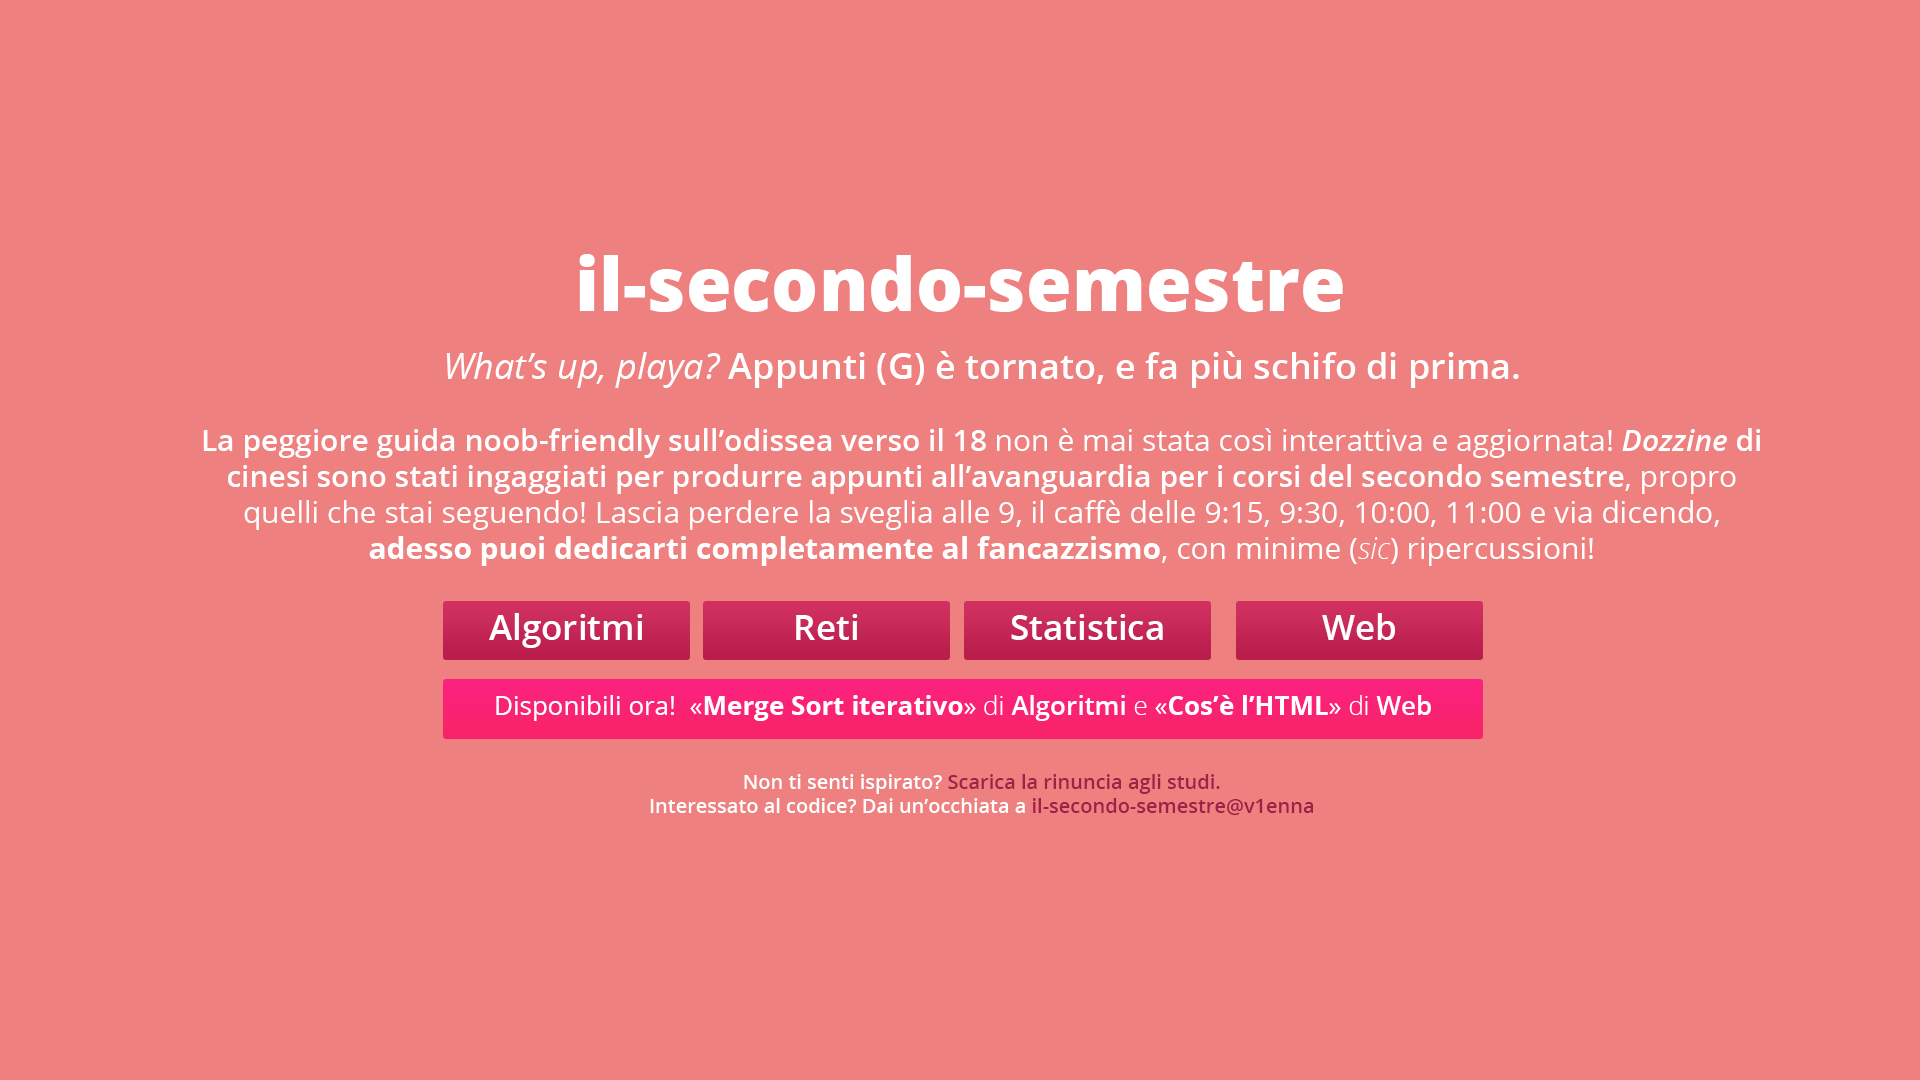 il-secondo-semestre
What’s up, playa? Appunti (G) è tornato, e fa più schifo di prima.
La peggiore guida noob-friendly sull’odissea verso il 18 non è mai stata così interattiva e aggiornata! Dozzine di
cinesi sono stati ingaggiati per produrre appunti all’avanguardia per i corsi del secondo semestre, propro
quelli che stai seguendo! Lascia perdere la sveglia alle 9, il caffè delle 9:15, 9:30, 10:00, 11:00 e via dicendo,
adesso puoi dedicarti completamente al fancazzismo, con minime (sic) ripercussioni!
Algoritmi Reti Statistica Web
Disponibili ora! «Merge Sort iterativo» di Algoritmi e «Cos’è l’HTML» di Web
Non ti senti ispirato? Scarica la rinuncia agli studi.
Interessato al codice? Dai un’occhiata a il-secondo-semestre@v1enna